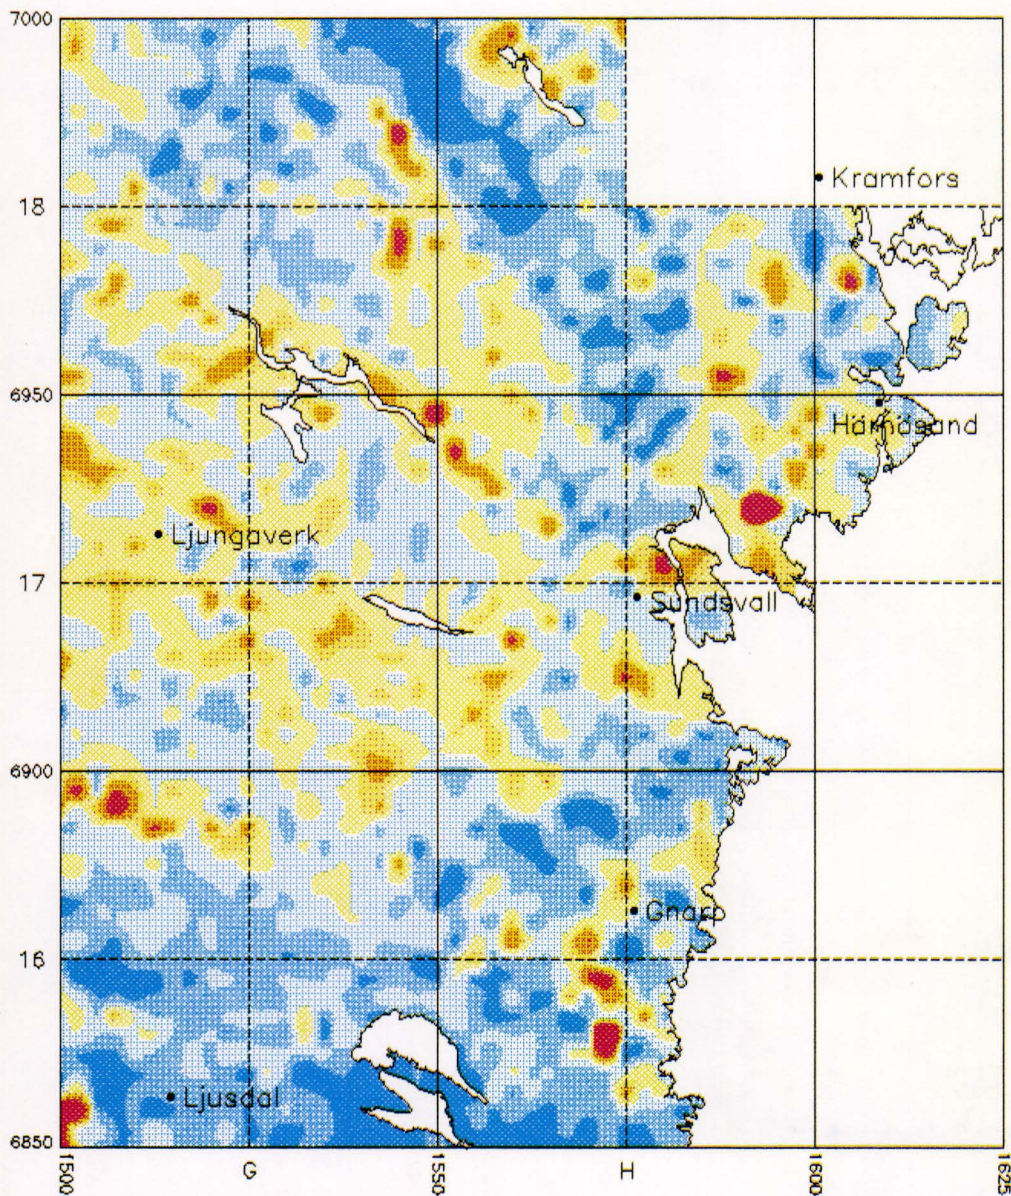 7000
Kramfors
18
6950
Härnösand
Ljungaverk
17
Sundsvall
6900
Gnarp
16
Ljusdal
6850
1500
G
1550
H
1600
1625